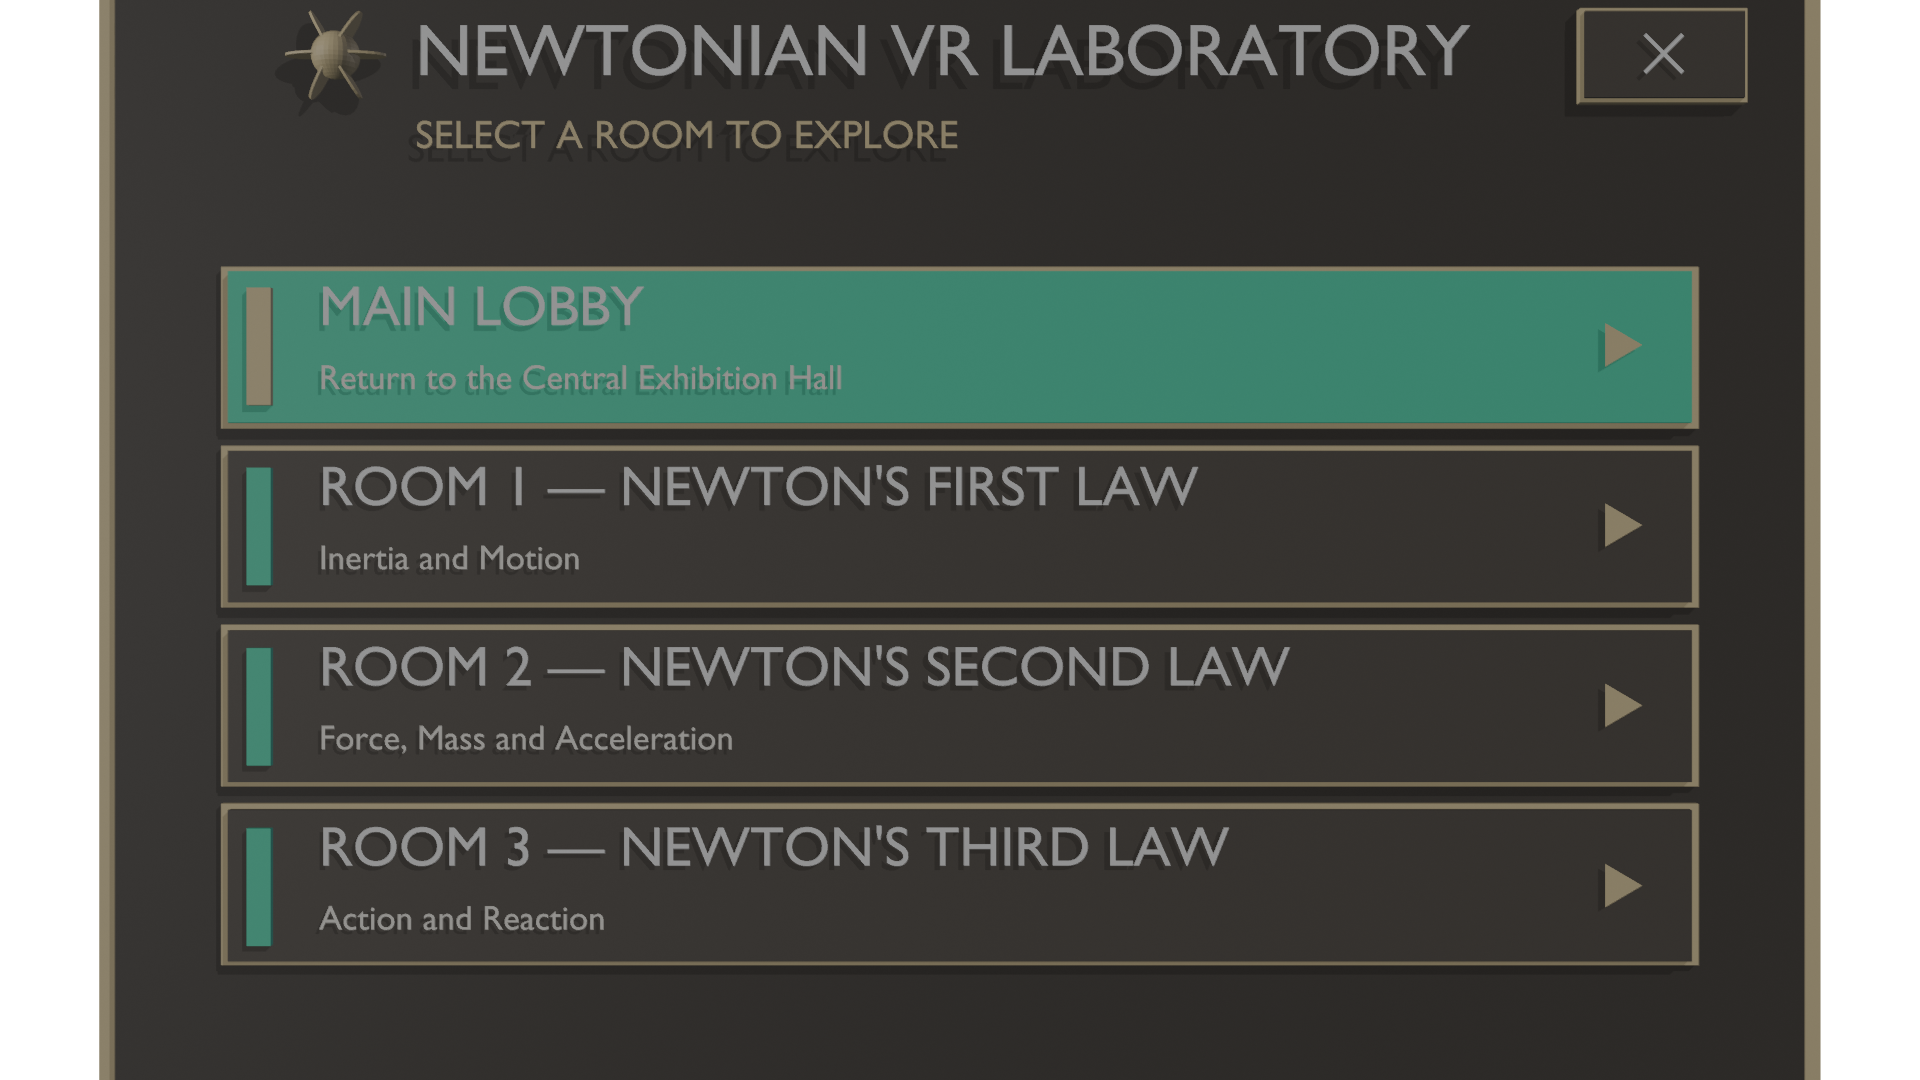 NEWTONIAN VR LABORATORY
SELECT A ROOM TO EXPLORE
MAIN LOBBY
Return to the Central Exhibition Hall
ROOM 1 — NEWTON'S FIRST LAW
Inertia and Motion
ROOM 2 — NEWTON'S SECOND LAW
Force, Mass and Acceleration
ROOM 3 — NEWTON'S THIRD LAW
Action and Reaction